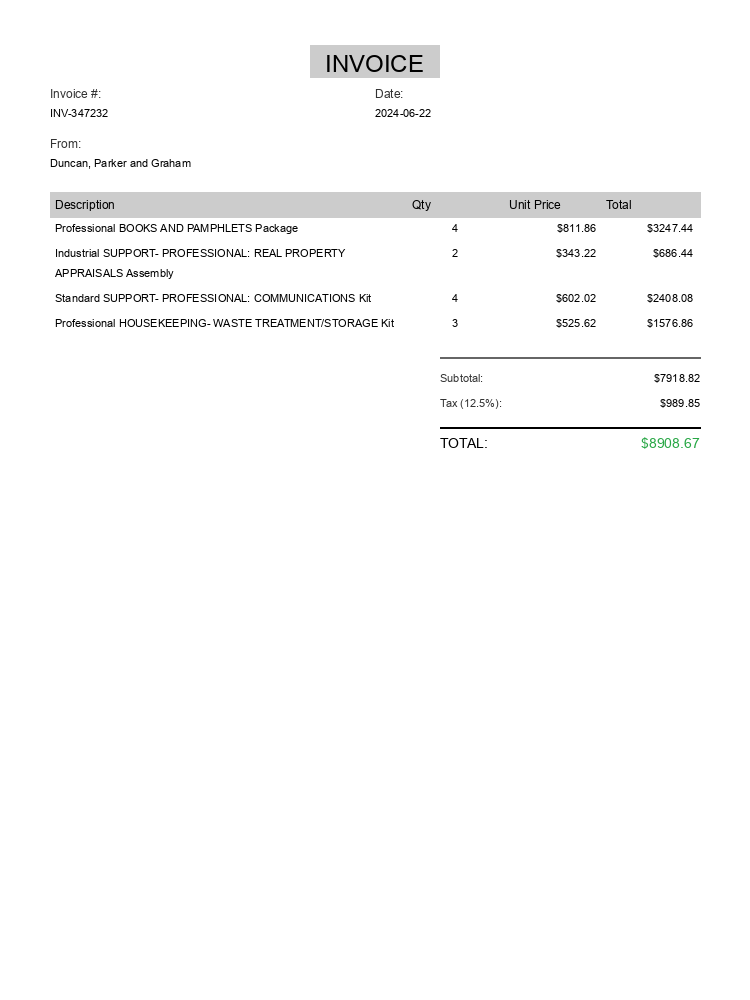 INVOICE
Invoice #: Date:
INV-347232 2024-06-22
From:
Duncan, Parker and Graham
Description Qty Unit Price Total
Professional BOOKS AND PAMPHLETS Package 4 $811.86 $3247.44
Industrial SUPPORT- PROFESSIONAL: REAL PROPERTY 2 $343.22 $686.44
APPRAISALS Assembly
Standard SUPPORT- PROFESSIONAL: COMMUNICATIONS Kit 4 $602.02 $2408.08
Professional HOUSEKEEPING- WASTE TREATMENT/STORAGE Kit 3 $525.62 $1576.86
Subtotal: $7918.82
Tax (12.5%): $989.85
TOTAL: $8908.67